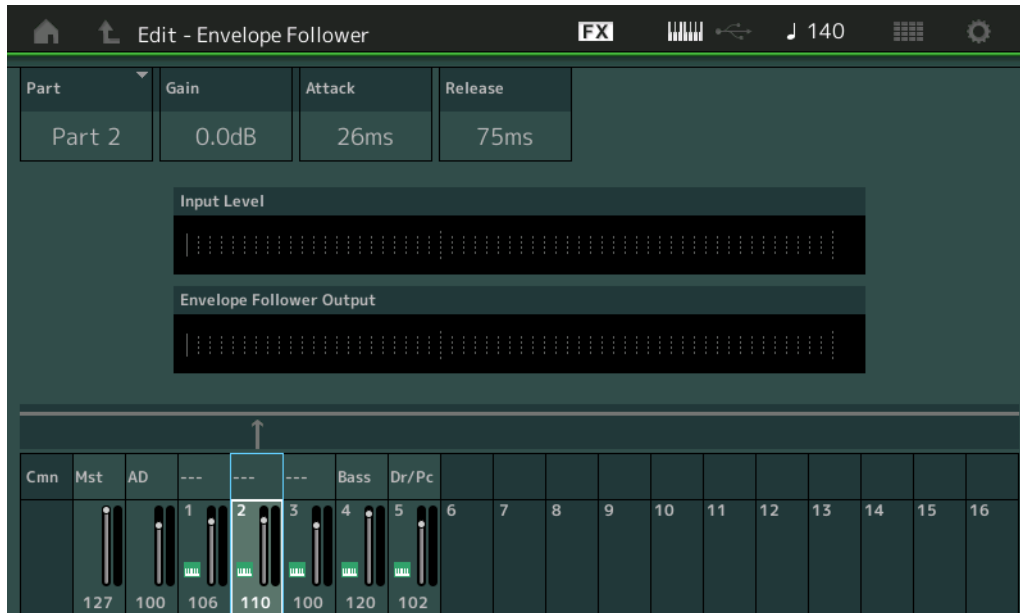 Edit - Envelope Follower FX ♩ 140
Part Gain Attack Release
Part 2 0.0dB 26ms 75ms
Input Level
Envelope Follower Output
Cmn Mst AD --- --- --- Bass Dr/Pc
1 2 3 4 5 6 7 8 9 10 11 12 13 14 15 16
127 100 106 110 100 120 102